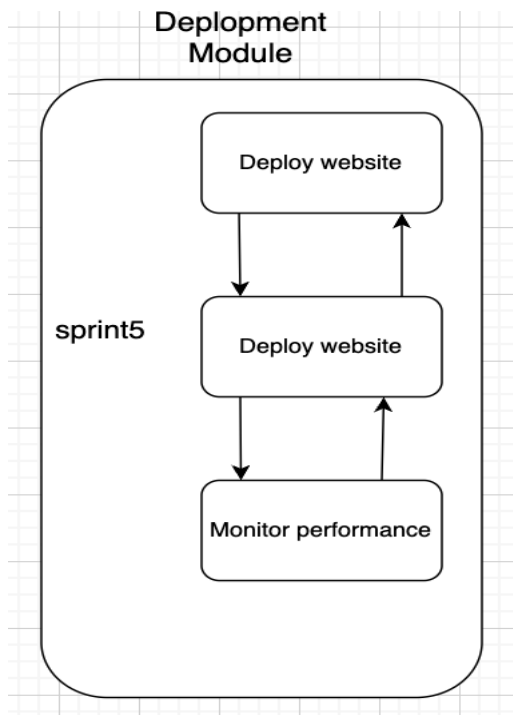 Deplopment
Module
Deploy website
sprint5
Deploy website
Monitor performance